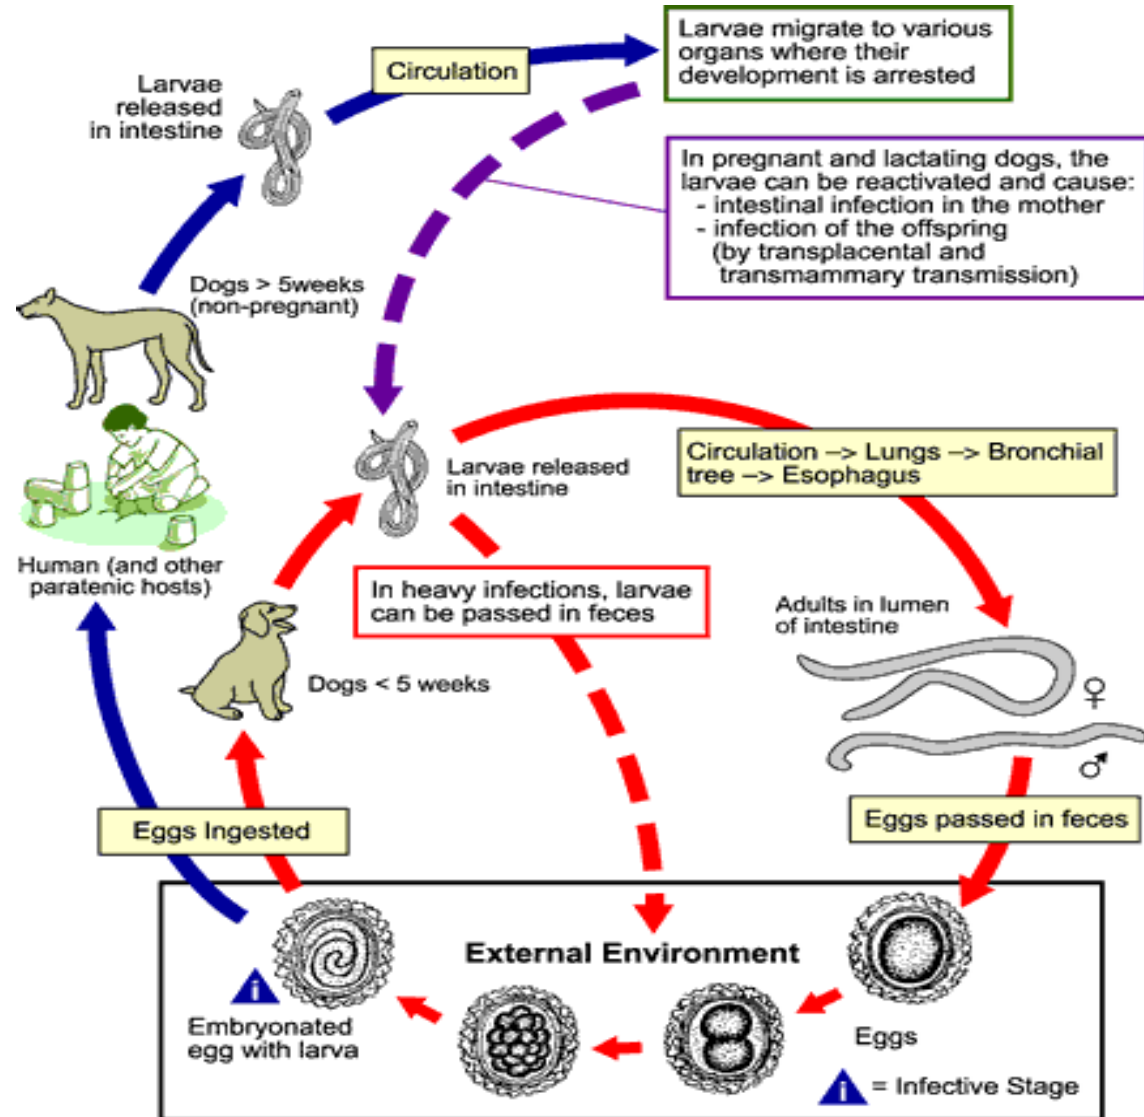 Larvae migrate to various
organs where their
development is arrested
Circulation
Larvae
released
in intestine
In pregnant and lactating dogs, the
larvae can be reactivated and cause:
- intestinal infection in the mother
- infection of the offspring
(by transplacental and
transmammary transmission)
Dogs > 5weeks
(non-pregnant)
Circulation –> Lungs –> Bronchial
tree –> Esophagus
Larvae released
in intestine
Human (and other
paratenic hosts)
In heavy infections, larvae
can be passed in feces
Adults in lumen
of intestine
Dogs < 5 weeks
♀
♂
Eggs Ingested
Eggs passed in feces
External Environment
i
Embryonated
egg with larva
Eggs
i = Infective Stage